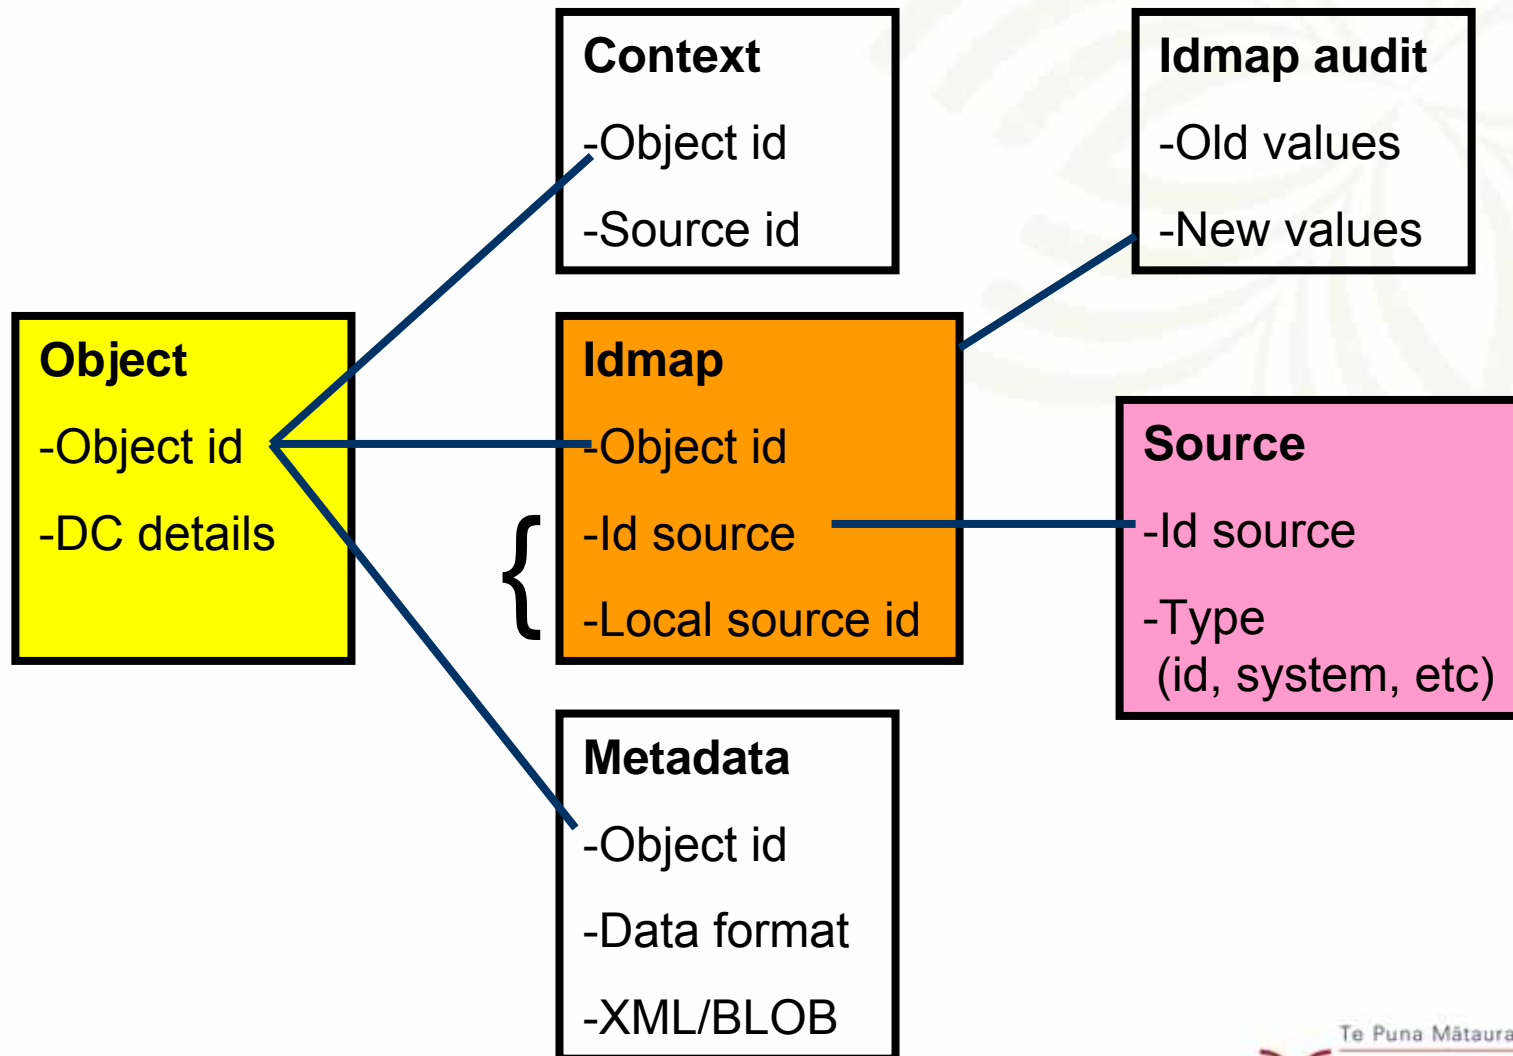 Context
-Object id
-Source id
Idmap audit
-Old values
-New values
Object
-Object id
-DC details
Idmap
-Object id
{
-Id source
-Local source id
Source
-Id source
-Type
(id, system, etc)
Metadata
-Object id
-Data format
-XML/BLOB
Te Puna Mātaura